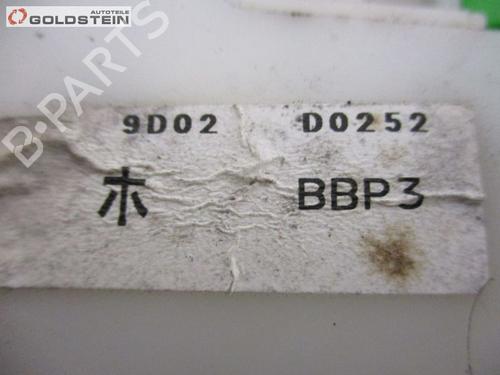 AUTOTEILE
GOLDSTEIN
B-PARTS
9D02 D0252
ホ BBP3